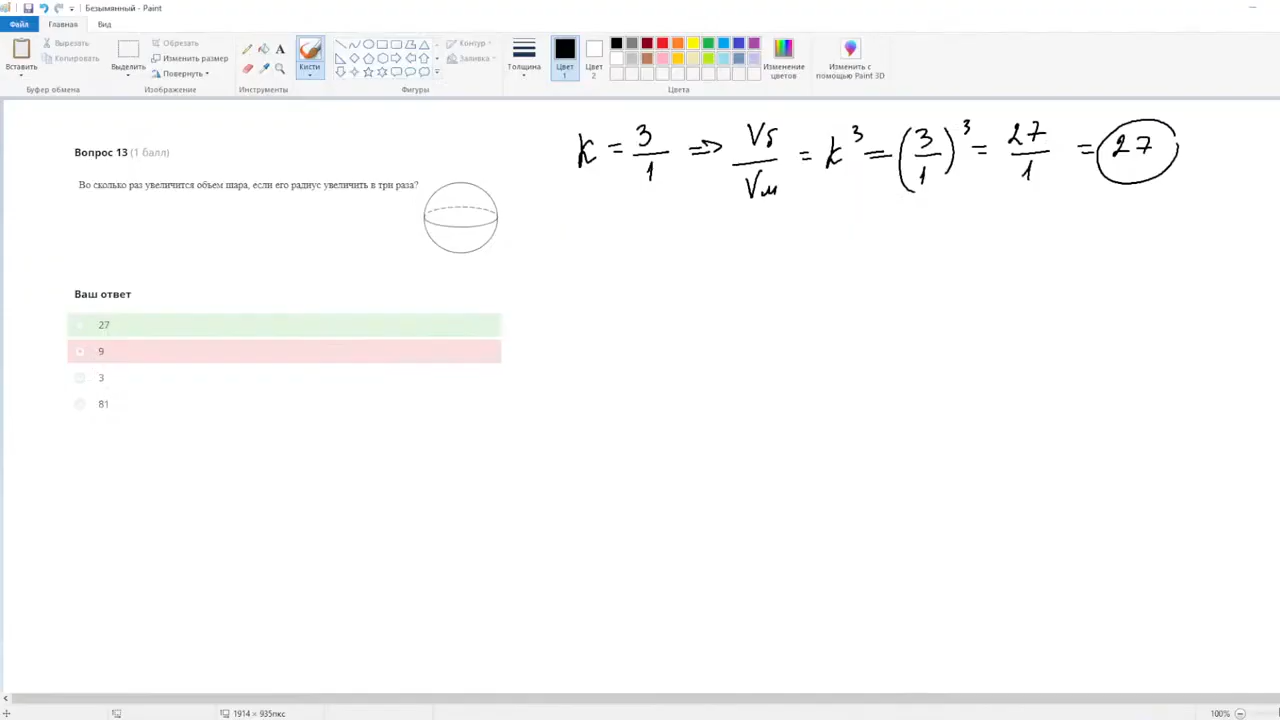 Безымянный - Paint
Файл
Главная
Вид
Вставить
Вырезать
Копировать
Буфер обмена
Выделить
Обрезать
Изменить размер
Повернуть
Изображение
Инструменты
Кисти
Фигуры
Контур
Заливка
Толщина
Цвет 1
Цвет 2
Цвета
Изменение цветов
Изменить с помощью Paint 3D
K = 3/1 => Vб/Vм = K³ = (3/1)³ = 27/1 = 27
Вопрос 13 (1 балл)
Во сколько раз увеличится объем шара, если его радиус увеличить в три раза?
Ваш ответ
27
9
3
81
1914 × 935пкс
100%